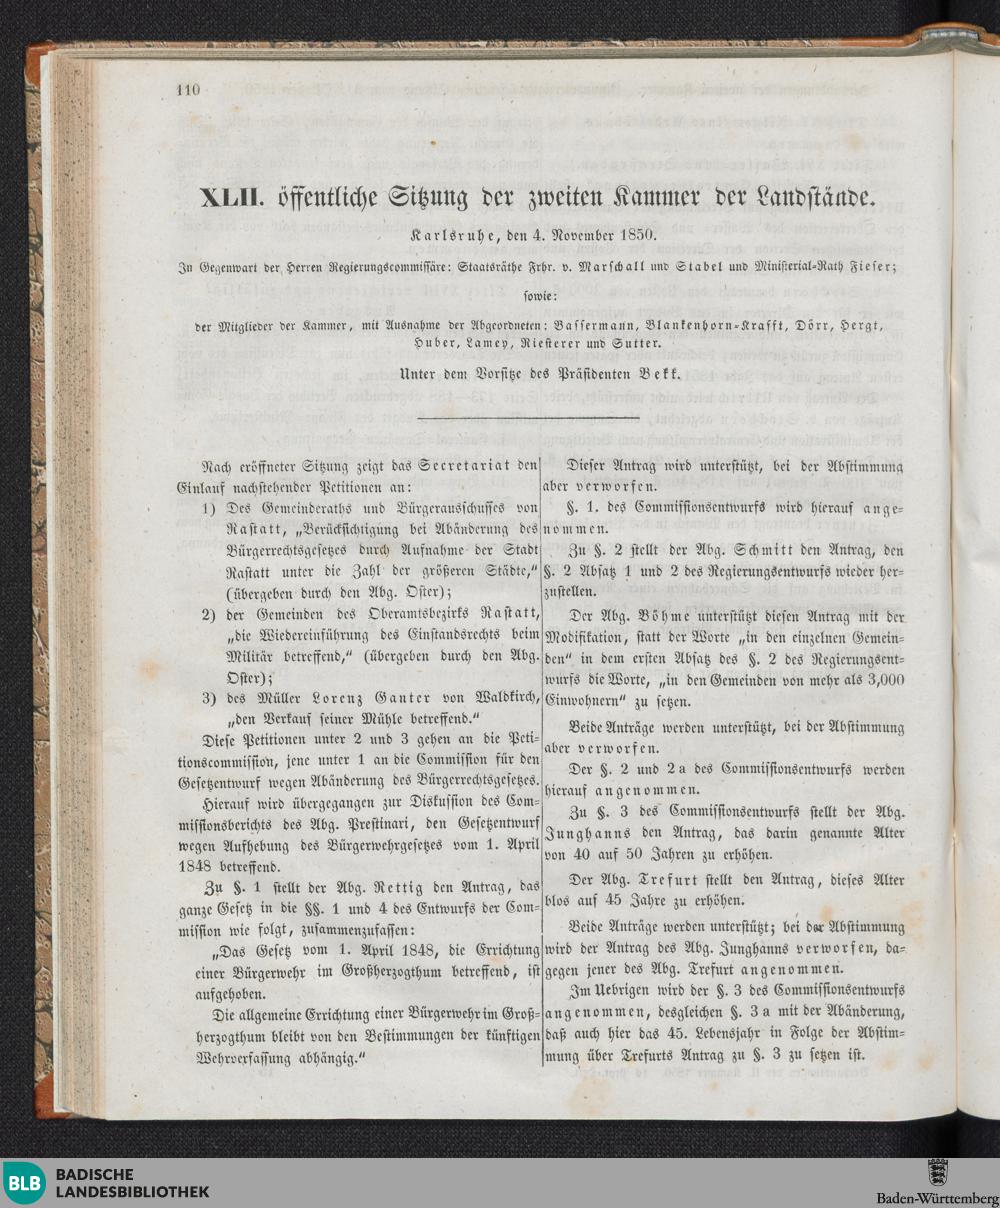 110
XLII. öffentliche Sitzung der zweiten Kammer der Landstände.
Karlsruhe, den 4. November 1850.
In Gegenwart der Herren Regierungscommissäre: Staatsräthe Frhr. v. Marschall und Stabel und Ministerial-Rath Fieser;
sowie:
der Mitglieder der Kammer, mit Ausnahme der Abgeordneten: Bassermann, Blankenhorn-Krafft, Dörr, Hergt,
Huber, Lamey, Riesterer und Sutter.
Unter dem Vorsitze des Präsidenten Bekk.
Nach eröffneter Sitzung zeigt das Secretariat den
Einlauf nachstehender Petitionen an:
1) Des Gemeinderaths und Bürgerausschusses von
Rastatt, „Berücksichtigung bei Abänderung des
Bürgerrechtsgesetzes durch Aufnahme der Stadt
Rastatt unter die Zahl der größeren Städte,“
(übergeben durch den Abg. Oster);
2) der Gemeinden des Oberamtsbezirks Rastatt,
„die Wiedereinführung des Einstandsrechts beim
Militär betreffend,“ (übergeben durch den Abg.
Oster);
3) des Müller Lorenz Ganter von Waldkirch,
„den Verkauf seiner Mühle betreffend.“
Diese Petitionen unter 2 und 3 gehen an die Peti-
tionscommission, jene unter 1 an die Commission für den
Gesetzentwurf wegen Abänderung des Bürgerrechtsgesetzes.
Hierauf wird übergegangen zur Diskussion des Com-
missionsberichts des Abg. Prestinari, den Gesetzentwurf
wegen Aufhebung des Bürgerwehrgesetzes vom 1. April
1848 betreffend.
Zu §. 1 stellt der Abg. Rettig den Antrag, das
ganze Gesetz in die §§. 1 und 4 des Entwurfs der Com-
mission wie folgt, zusammenzufassen:
„Das Gesetz vom 1. April 1848, die Errichtung
einer Bürgerwehr im Großherzogthum betreffend, ist
aufgehoben.
Die allgemeine Errichtung einer Bürgerwehr im Groß-
herzogthum bleibt von den Bestimmungen der künftigen
Wehrverfassung abhängig.“
Dieser Antrag wird unterstützt, bei der Abstimmung
aber verworfen.
§. 1. des Commissionsentwurfs wird hierauf ange-
nommen.
Zu §. 2 stellt der Abg. Schmitt den Antrag, den
§. 2 Absatz 1 und 2 des Regierungsentwurfs wieder her-
zustellen.
Der Abg. Böhme unterstützt diesen Antrag mit der
Modifikation, statt der Worte „in den einzelnen Gemein-
den“ in dem ersten Absatz des §. 2 des Regierungsent-
wurfs die Worte, „in den Gemeinden von mehr als 3,000
Einwohnern“ zu setzen.
Beide Anträge werden unterstützt, bei der Abstimmung
aber verworfen.
Der §. 2 und 2 a des Commissionsentwurfs werden
hierauf angenommen.
Zu §. 3 des Commissionsentwurfs stellt der Abg.
Junghanns den Antrag, das darin genannte Alter
von 40 auf 50 Jahren zu erhöhen.
Der Abg. Trefurt stellt den Antrag, dieses Alter
blos auf 45 Jahre zu erhöhen.
Beide Anträge werden unterstützt; bei der Abstimmung
wird der Antrag des Abg. Junghanns verworfen, da-
gegen jener des Abg. Trefurt angenommen.
Im Uebrigen wird der §. 3 des Commissionsentwurfs
angenommen, desgleichen §. 3 a mit der Abänderung,
daß auch hier das 45. Lebensjahr in Folge der Abstim-
mung über Trefurts Antrag zu §. 3 zu setzen ist.
BLB BADISCHE
LANDESBIBLIOTHEK
Baden-Württemberg